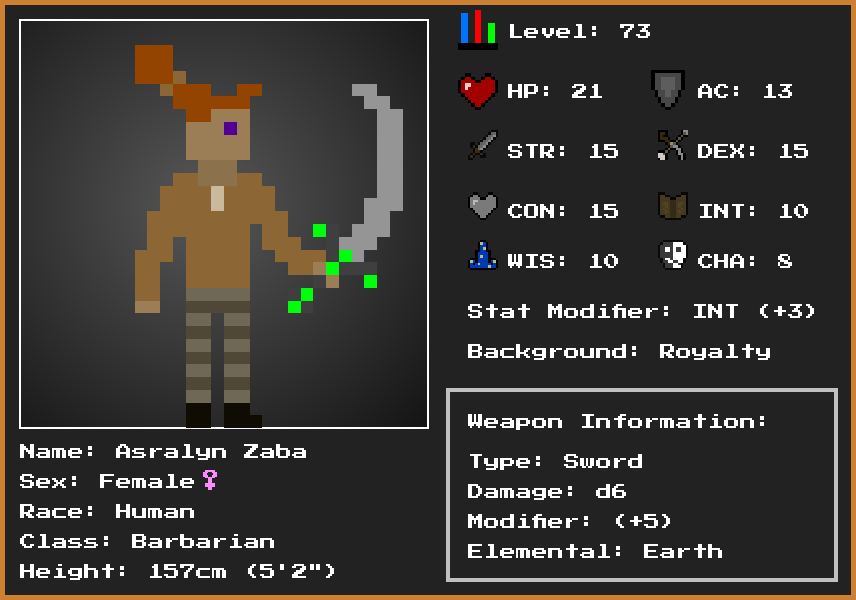 Level: 73
HP: 21
AC: 13
STR: 15
DEX: 15
CON: 15
INT: 10
WIS: 10
CHA: 8
Stat Modifier: INT (+3)
Background: Royalty
Weapon Information:
Type: Sword
Damage: d6
Modifier: (+5)
Elemental: Earth
Name: Asralyn Zaba
Sex: Female♀
Race: Human
Class: Barbarian
Height: 157cm (5'2")